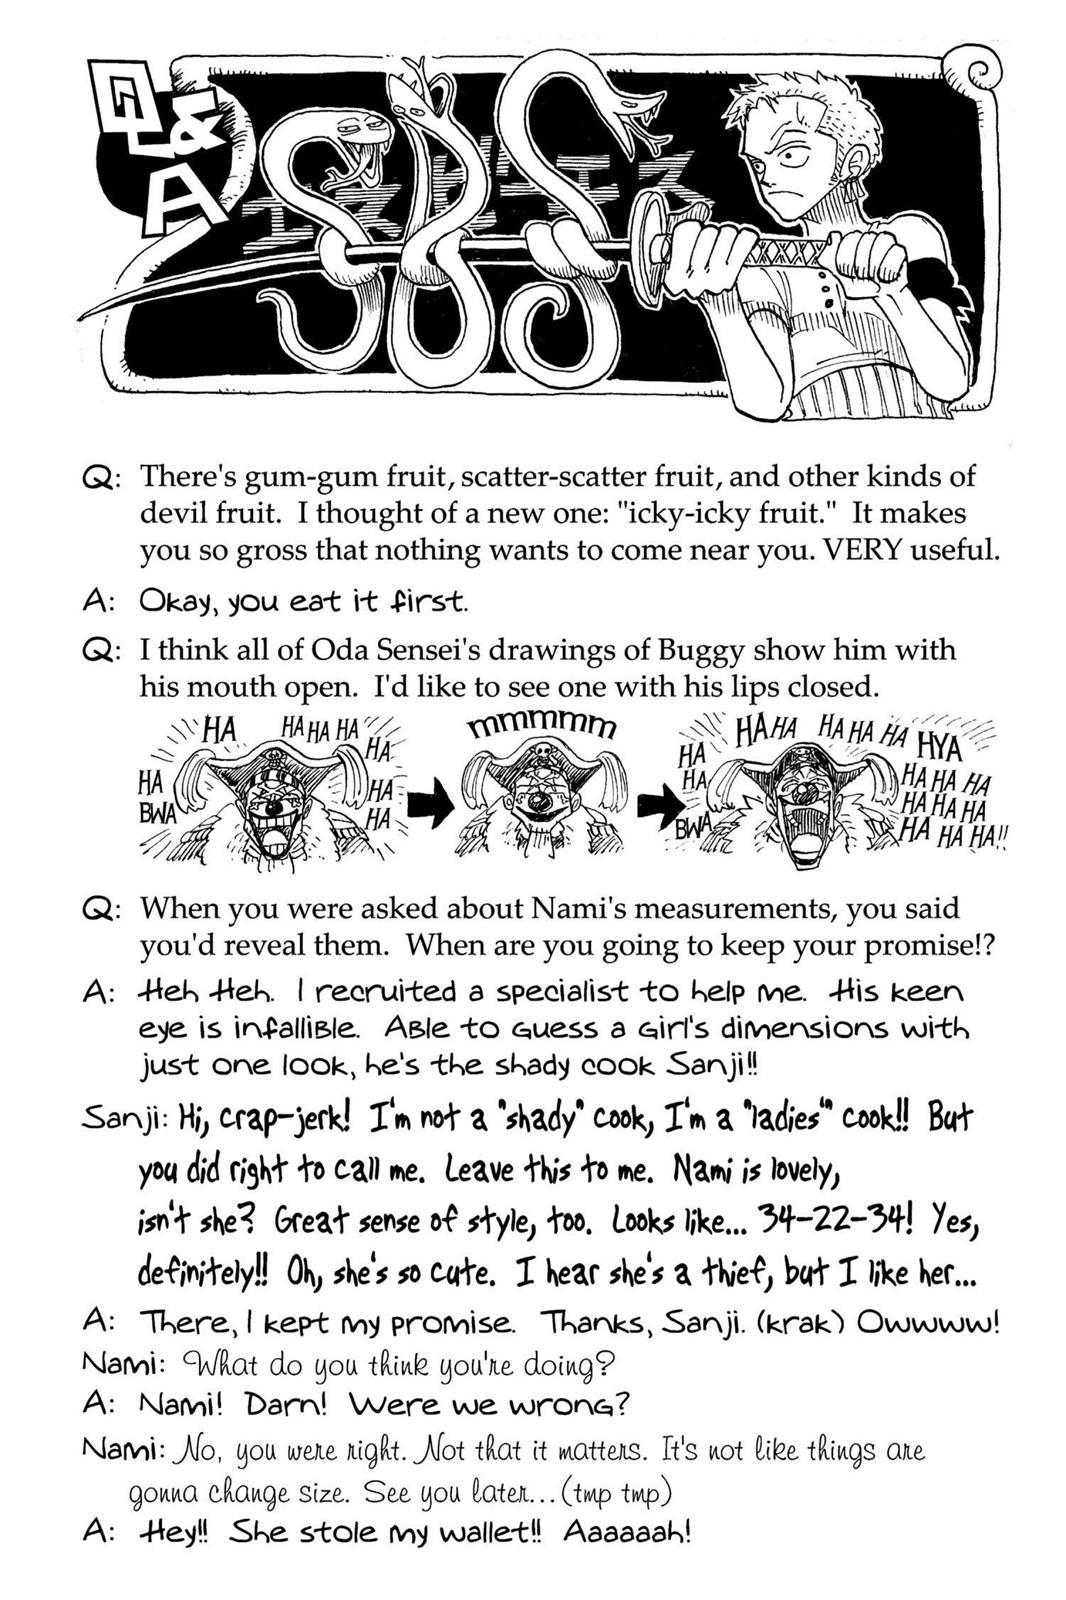 Q&A
SBS
Q: There's gum-gum fruit, scatter-scatter fruit, and other kinds of
devil fruit. I thought of a new one: "icky-icky fruit." It makes
you so gross that nothing wants to come near you. VERY useful.
A: Okay, you eat it first.
Q: I think all of Oda Sensei's drawings of Buggy show him with
his mouth open. I'd like to see one with his lips closed.
HA
HA HA HA
HA
HA
BWA
HA
HA
mmmmmm
HA
HA
BWA
HAHA
HA HA HA
HYA
HA HA HA
HA HA HA
HA HA HA!!
Q: When you were asked about Nami's measurements, you said
you'd reveal them. When are you going to keep your promise!?
A: Heh Heh. I recruited a specialist to help me. His keen
eye is infallible. Able to guess a girl's dimensions with
just one look, he's the shady cook Sanji!!
Sanji: Hi, crap-jerk! I'm not a "shady" cook, I'm a "ladies'" cook!! But
you did right to call me. Leave this to me. Nami is lovely,
isn't she? Great sense of style, too. Looks like... 34-22-34! Yes,
definitely!! Oh, she's so cute. I hear she's a thief, but I like her...
A: There, I kept my promise. Thanks, Sanji. (krak) Owwww!
Nami: What do you think you're doing?
A: Nami! Darn! Were we wrong?
Nami: No, you were right. Not that it matters. It's not like things are
gonna change size. See you later...(tmp tmp)
A: Hey!! She stole my wallet!! Aaaaaah!